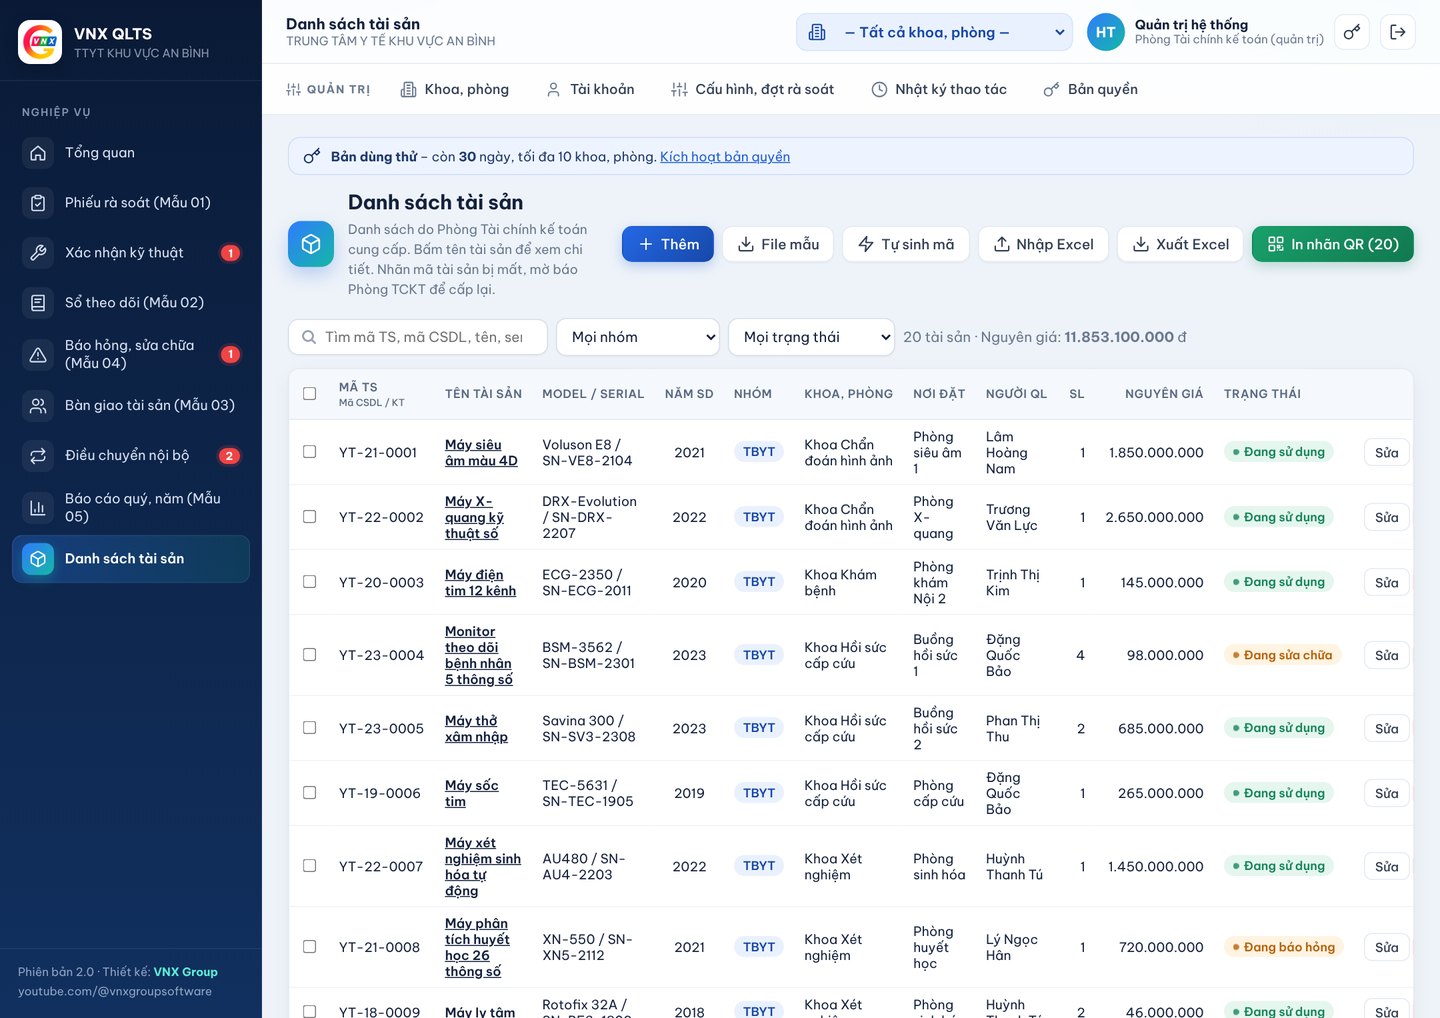 VNX
VNX QLTS
TTYT KHU VỰC AN BÌNH
NGHIỆP VỤ
Tổng quan
Phiếu rà soát (Mẫu 01)
Xác nhận kỹ thuật 1
Sổ theo dõi (Mẫu 02)
Báo hỏng, sửa chữa
(Mẫu 04) 1
Bàn giao tài sản (Mẫu 03)
Điều chuyển nội bộ 2
Báo cáo quý, năm (Mẫu
05)
Danh sách tài sản
Phiên bản 2.0 · Thiết kế: VNX Group
youtube.com/@vnxgroupsoftware
Danh sách tài sản
TRUNG TÂM Y TẾ KHU VỰC AN BÌNH
— Tất cả khoa, phòng —
HT
Quản trị hệ thống
Phòng Tài chính kế toán (quản trị)
QUẢN TRỊ Khoa, phòng Tài khoản Cấu hình, đợt rà soát Nhật ký thao tác Bản quyền
Bản dùng thử – còn 30 ngày, tối đa 10 khoa, phòng. Kích hoạt bản quyền
Danh sách tài sản
Danh sách do Phòng Tài chính kế toán
cung cấp. Bấm tên tài sản để xem chi
tiết. Nhãn mã tài sản bị mất, mờ báo
Phòng TCKT để cấp lại.
Thêm File mẫu Tự sinh mã Nhập Excel Xuất Excel In nhãn QR (20)
Tìm mã TS, mã CSDL, tên, ser Mọi nhóm Mọi trạng thái 20 tài sản · Nguyên giá: 11.853.100.000 đ
MÃ TS
Mã CSDL / KT
TÊN TÀI SẢN MODEL / SERIAL NĂM SD NHÓM KHOA, PHÒNG NƠI ĐẶT NGƯỜI QL SL NGUYÊN GIÁ TRẠNG THÁI
YT-21-0001
Máy siêu
âm màu 4D
Voluson E8 /
SN-VE8-2104
2021
TBYT
Khoa Chẩn
đoán hình ảnh
Phòng
siêu âm
1
Lâm
Hoàng
Nam
1
1.850.000.000
Đang sử dụng
Sửa
YT-22-0002
Máy X-
quang kỹ
thuật số
DRX-Evolution
/ SN-DRX-
2207
2022
TBYT
Khoa Chẩn
đoán hình ảnh
Phòng
X-
quang
Trương
Văn Lực
1
2.650.000.000
Đang sử dụng
Sửa
YT-20-0003
Máy điện
tim 12 kênh
ECG-2350 /
SN-ECG-2011
2020
TBYT
Khoa Khám
bệnh
Phòng
khám
Nội 2
Trịnh Thị
Kim
1
145.000.000
Đang sử dụng
Sửa
YT-23-0004
Monitor
theo dõi
bệnh nhân
5 thông số
BSM-3562 /
SN-BSM-2301
2023
TBYT
Khoa Hồi sức
cấp cứu
Buồng
hồi sức
1
Đặng
Quốc
Bảo
4
98.000.000
Đang sửa chữa
Sửa
YT-23-0005
Máy thở
xâm nhập
Savina 300 /
SN-SV3-2308
2023
TBYT
Khoa Hồi sức
cấp cứu
Buồng
hồi sức
2
Phan Thị
Thu
2
685.000.000
Đang sử dụng
Sửa
YT-19-0006
Máy sốc
tim
TEC-5631 /
SN-TEC-1905
2019
TBYT
Khoa Hồi sức
cấp cứu
Phòng
cấp cứu
Đặng
Quốc
Bảo
1
265.000.000
Đang sử dụng
Sửa
YT-22-0007
Máy xét
nghiệm sinh
hóa tự
động
AU480 / SN-
AU4-2203
2022
TBYT
Khoa Xét
nghiệm
Phòng
sinh hóa
Huỳnh
Thanh Tú
1
1.450.000.000
Đang sử dụng
Sửa
YT-21-0008
Máy phân
tích huyết
học 26
thông số
XN-550 / SN-
XN5-2112
2021
TBYT
Khoa Xét
nghiệm
Phòng
huyết
học
Lý Ngọc
Hân
1
720.000.000
Đang báo hỏng
Sửa
YT-18-0009
Máy ly tâm
Rotofix 32A /
2018
TBYT
Khoa Xét
Phòng
Huỳnh
2
46.000.000
Đang sử dụng
Sửa